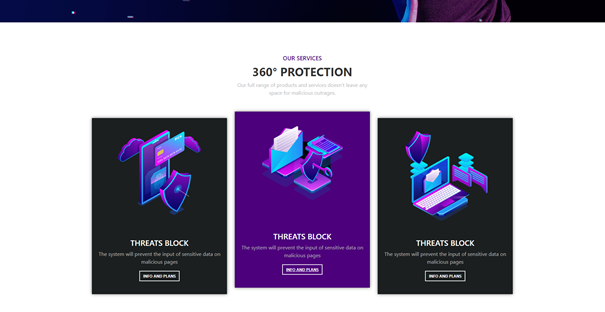 OUR SERVICES
360° PROTECTION
Our full range of products and services doesn't leave any
space for malicious outrages.
THREATS BLOCK
The system will prevent the input of sensitive data on
malicious pages
INFO AND PLANS
THREATS BLOCK
The system will prevent the input of sensitive data on
malicious pages
INFO AND PLANS
THREATS BLOCK
The system will prevent the input of sensitive data on
malicious pages
INFO AND PLANS